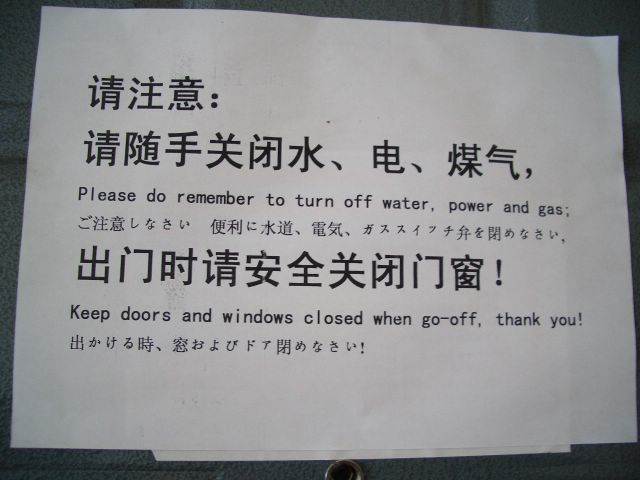 请注意：
请随手关闭水、电、煤气，
Please do remember to turn off water, power and gas;
ご注意しなさい　便利に水道、電気、ガススイッチ弁を閉めなさい,
出门时请安全关闭门窗！
Keep doors and windows closed when go-off, thank you!
出かける時、窓およびドア閉めなさい!